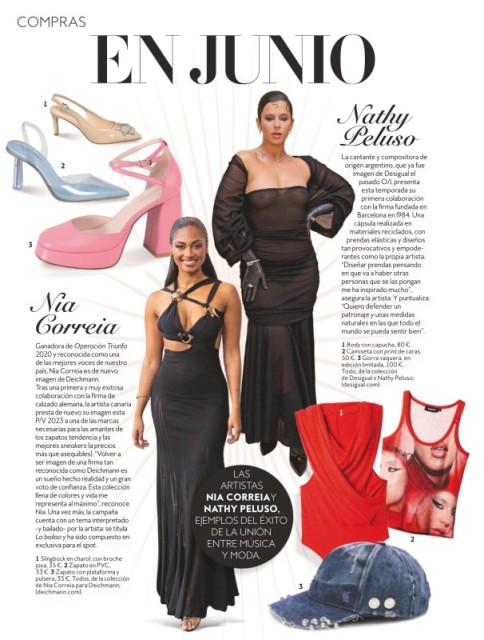 COMPRAS
EN JUNIO
1
2
3
Nathy
Peluso
La cantante y compositora de
origen argentino, que ya fue
imagen de Desigual el
pasado O/I, presenta
esta temporada su
primera colaboración
con la firma fundada en
Barcelona en 1984. Una
cápsula realizada en
materiales reciclados, con
prendas elásticas y diseños
tan provocativos y empode-
rantes como la propia artista.
"Diseñar prendas pensando
en que va a haber otras
personas que se las pongan
me ha inspirado mucho",
asegura la artista. Y puntualiza:
"Quiero defender un
patronaje y unas medidas
naturales en las que todo el
mundo se pueda sentir bien".
1 Body con capucha, 80 €.
2 Camiseta con print de caras,
50 €. 3 Gorra vaquera, en
edición limitada, 100 €.
Todo, de la colección
de Desigual x Nathy Peluso;
(desigual.com).
Nia
Correia
Ganadora de Operación Triunfo
2020 y reconocida como una
de las mejores voces de nuestro
país, Nia Correia es de nuevo
imagen de Deichmann.
Tras una primera y muy exitosa
colaboración con la firma de
calzado alemana, la artista canaria
presta de nuevo su imagen esta
P/V 2023 a una de las marcas
necesarias para las amantes de
los zapatos tendencia y las
mejores sneakers (a precios
más que asequibles). "Volver a
ser imagen de una firma tan
reconocida como Deichmann es
un sueño hecho realidad y un gran
voto de confianza. Esta colección
llena de colores y vida me
representa al máximo", reconoce
Nia. Una vez más, la campaña
cuenta con un tema interpretado
-y bailado- por la artista: se titula
Lo bailao y ha sido compuesto en
exclusiva para el spot.
1 Slingback en charol, con broche
joya, 35 €. 2 Zapato en PVC,
33 €. 3 Zapato con plataforma y
pulsera, 35 €. Todos, de la colección
de Nia Correia para Deichmann;
(deichmann.com).
LAS
ARTISTAS
NIA CORREIA Y
NATHY PELUSO,
EJEMPLOS DEL ÉXITO
DE LA UNIÓN
ENTRE MÚSICA
Y MODA.
1
2
3